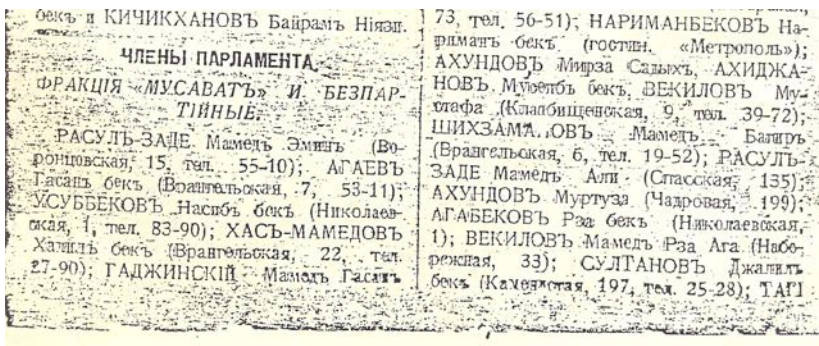 бекъ и КИЧИКХАНОВЪ Байрамъ Ніязи.
ЧЛЕНЫ ПАРЛАМЕНТА.
ФРАКЦІЯ «МУСАВАТЪ» И БЕЗПАР-
ТІЙНЫЕ.
РАСУЛЪ-ЗАДЕ Мамедъ Эминъ (Во-
ронцовская, 15, тел. 55-10); АГАЕВЪ
Гасанъ бекъ (Врангельская, 7, 53-11);
УСУББЕКОВЪ Насибъ бекъ (Николаев-
ская, 1, тел. 83-90); ХАСЪ-МАМЕДОВЪ
Халилъ бекъ (Врангельская, 22, тел.
27-90); ГАДЖИНСКІЙ Мамедъ Гасанъ
73, тел. 56-51); НАРИМАНБЕКОВЪ На-
риманъ бекъ, (гостин. «Метрополь»);
АХУНДОВЪ Мирза Садыхъ, АХИДЖА-
НОВЪ бекъ, ВЕКИЛОВЪ Му-
стафа (Кладбищенская, 9, тел. 39-72);
Мамедъ Багиръ
(Врангельская, 6, тел. 19-52); РАСУЛЪ-
ЗАДЕ Мамедъ Али (Спасская, 135);
АХУНДОВЪ Муртуза (Чадровая, 199);
АГАБЕКОВЪ Рза бекъ (Николаевская,
1); ВЕКИЛОВЪ Мамедъ Рза Ага (Набе-
режная, 33); СУЛТАНОВЪ Джалилъ
бекъ (Каменистая, 197, тел. 25-28); ТАГІ